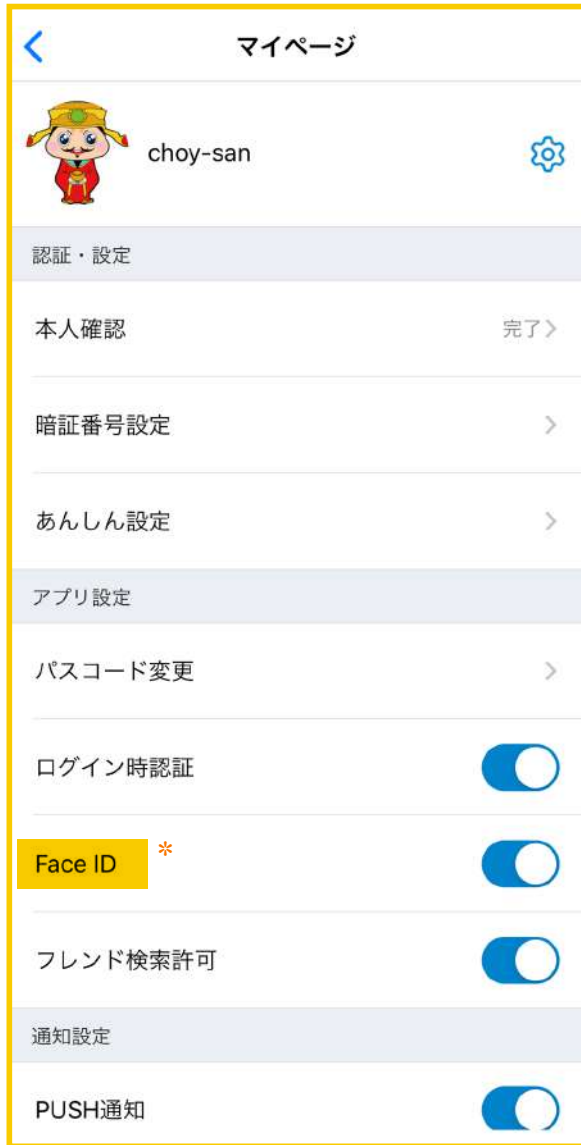 マイページ
choy-san
認証・設定
本人確認 完了
暗証番号設定
あんしん設定
アプリ設定
パスコード変更
ログイン時認証
Face ID *
フレンド検索許可
通知設定
PUSH通知